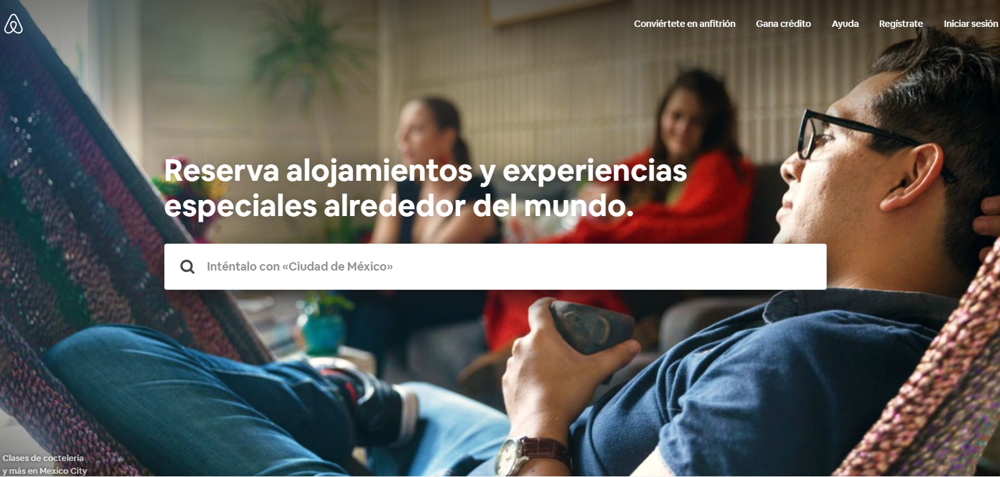 Conviértete en anfitrión Gana crédito Ayuda Regístrate Iniciar sesión
Reserva alojamientos y experiencias
especiales alrededor del mundo.
Inténtalo con «Ciudad de México»
Clases de coctelería
y más en Mexico City